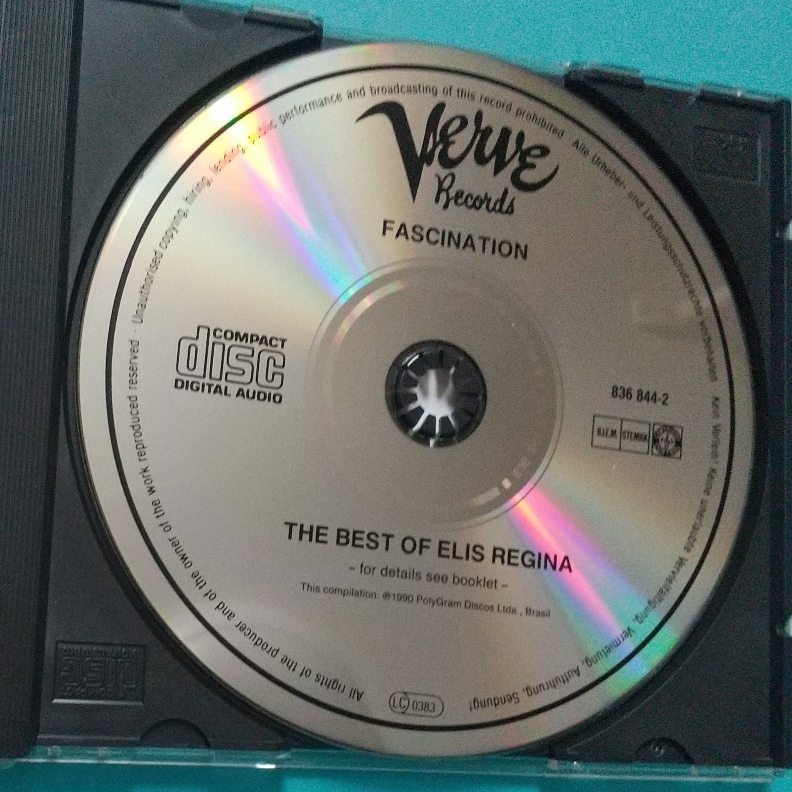 Verve
Records
FASCINATION
COMPACT
disc
DIGITAL AUDIO
836 844-2
B.I.E.M. STEMRA
THE BEST OF ELIS REGINA
– for details see booklet –
This compilation: ℗1990 PolyGram Discos Ltda., Brasil
LC 0383
All rights of the producer and of the owner of the work reproduced reserved · Unauthorised copying, hiring, lending, public performance and broadcasting of this record prohibited · Alle Urheber- und Leistungsschutzrechte vorbehalten · Kein Verleih! Keine unerlaubte Vervielfältigung, Vermietung, Aufführung, Sendung!